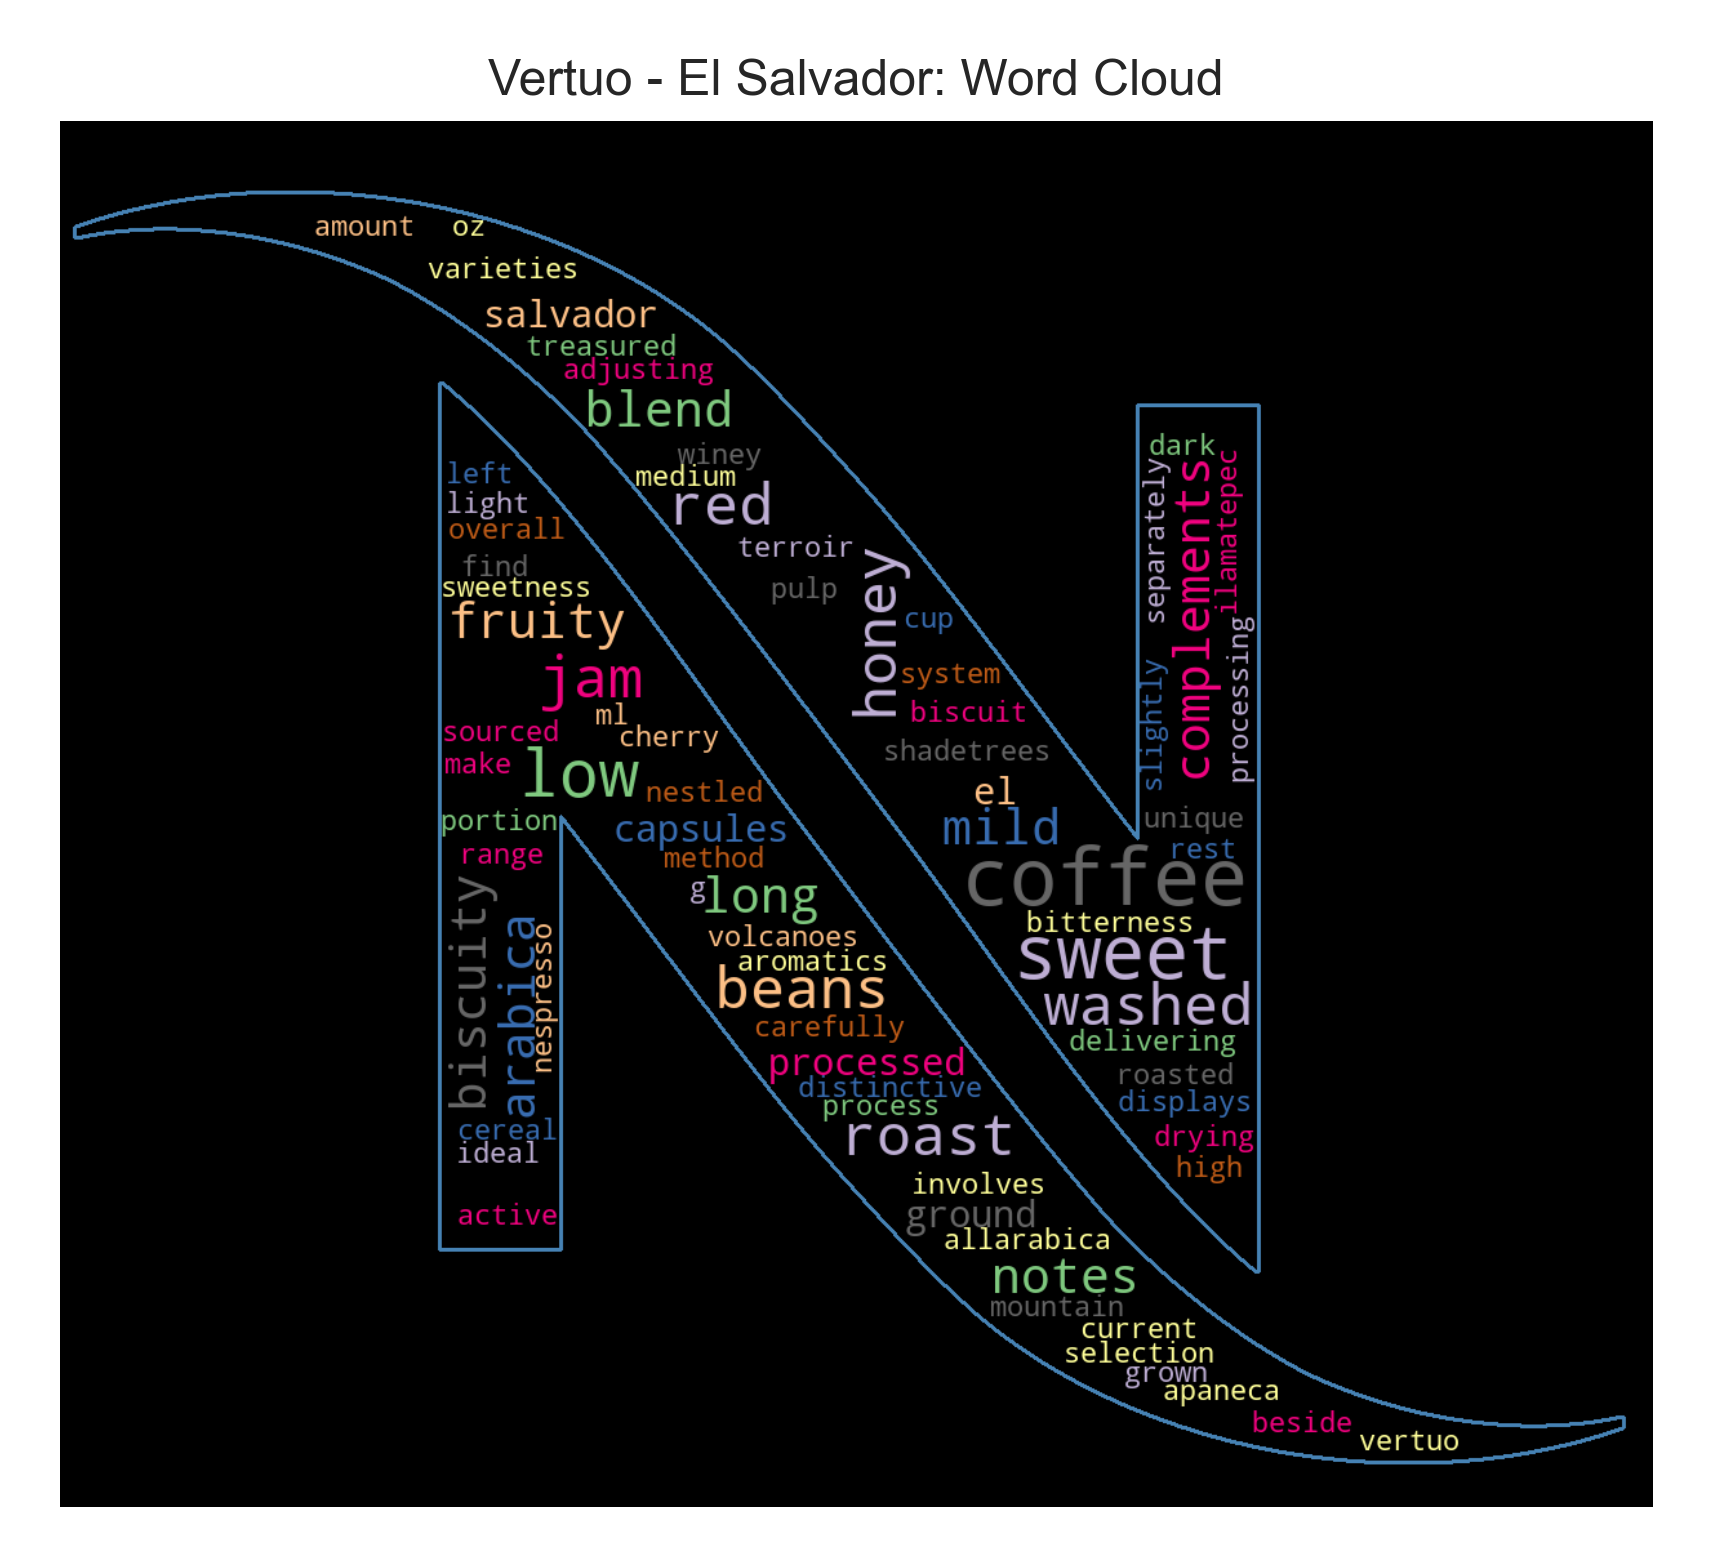 Vertuo - El Salvador: Word Cloud
amount oz
varieties
salvador
treasured
adjusting
blend
winey
medium
red
terroir
pulp
honey
cup
system
biscuit
shadetrees
el
mild
coffee
bitterness
sweet
washed
delivering
roasted
displays
drying
high
dark
separately
complements
ilamatepec
processing
slightly
unique
rest
left
light
overall
find
sweetness
fruity
jam
ml
cherry
sourced
make
low
nestled
portion
capsules
range
method
g
long
volcanoes
aromatics
beans
carefully
processed
distinctive
process
roast
involves
ground
allarabica
notes
mountain
current
selection
grown
apaneca
beside
vertuo
biscuity
arabica
nespresso
cereal
ideal
active